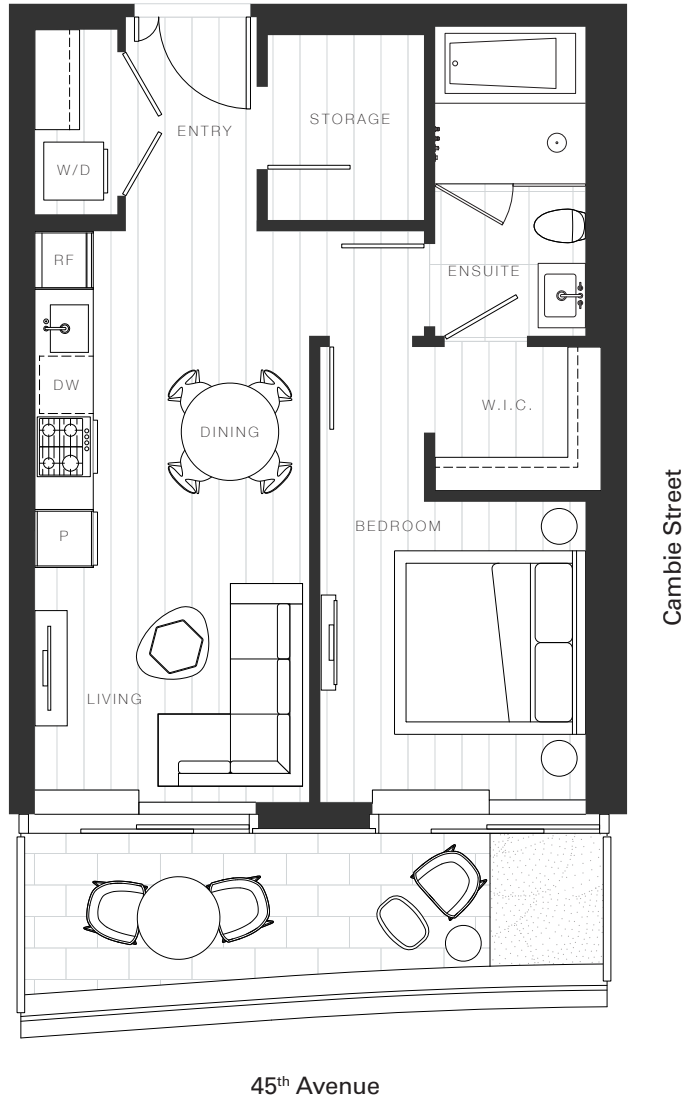 STORAGE
ENTRY
W/D
RF
ENSUITE
DW
W.I.C.
DINING
BEDROOM
P
LIVING
Cambie Street
45th Avenue